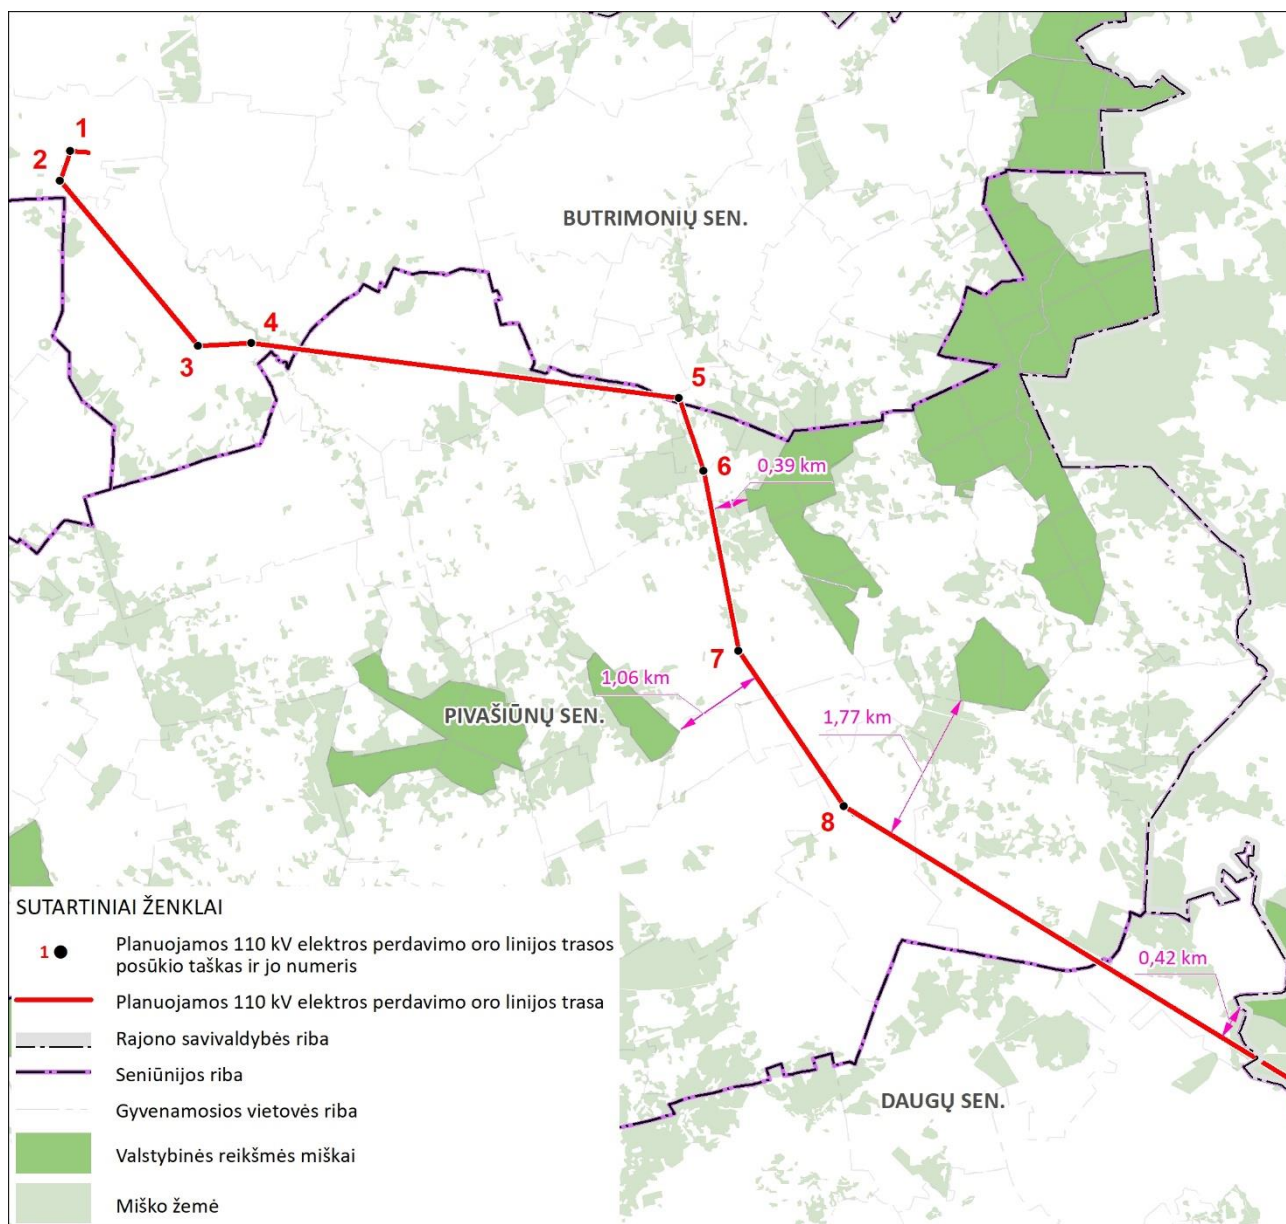 1
2
BUTRIMONIŲ SEN.
3
4
5
6
0,39 km
7
1,06 km
PIVAŠIŪNŲ SEN.
1,77 km
8
0,42 km
DAUGŲ SEN.
SUTARTINIAI ŽENKLAI
1
Planuojamos 110 kV elektros perdavimo oro linijos trasos
posūkio taškas ir jo numeris
Planuojamos 110 kV elektros perdavimo oro linijos trasa
Rajono savivaldybės riba
Seniūnijos riba
Gyvenamosios vietovės riba
Valstybinės reikšmės miškai
Miško žemė